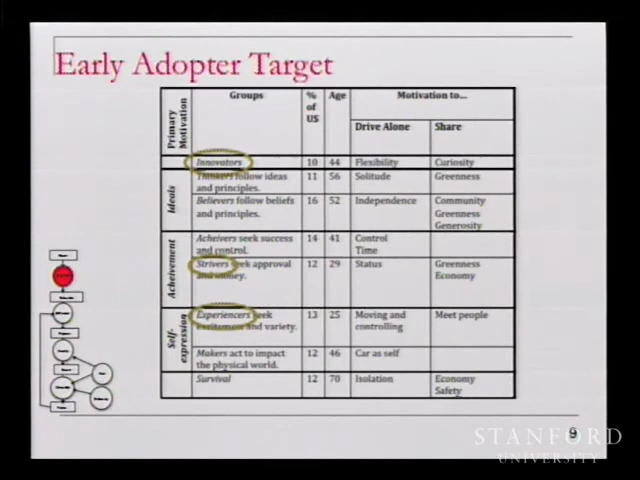 Early Adopter Target
Primary Motivation
Groups
% of US
Age
Motivation to...
Drive Alone
Share
Innovators 10 44 Flexibility Curiosity
Ideals
Thinkers follow ideas and principles. 11 56 Solitude Greenness
Believers follow beliefs and principles. 16 52 Independence Community Greenness Generosity
Acheivement
Acheivers seek success and control. 14 41 Control Time
Strivers seek approval and money. 12 29 Status Greenness Economy
Self-expression
Experiencers seek excitement and variety. 13 25 Moving and controlling Meet people
Makers act to impact the physical world. 12 46 Car as self
Survival 12 70 Isolation Economy Safety
9
STANFORD
UNIVERSITY